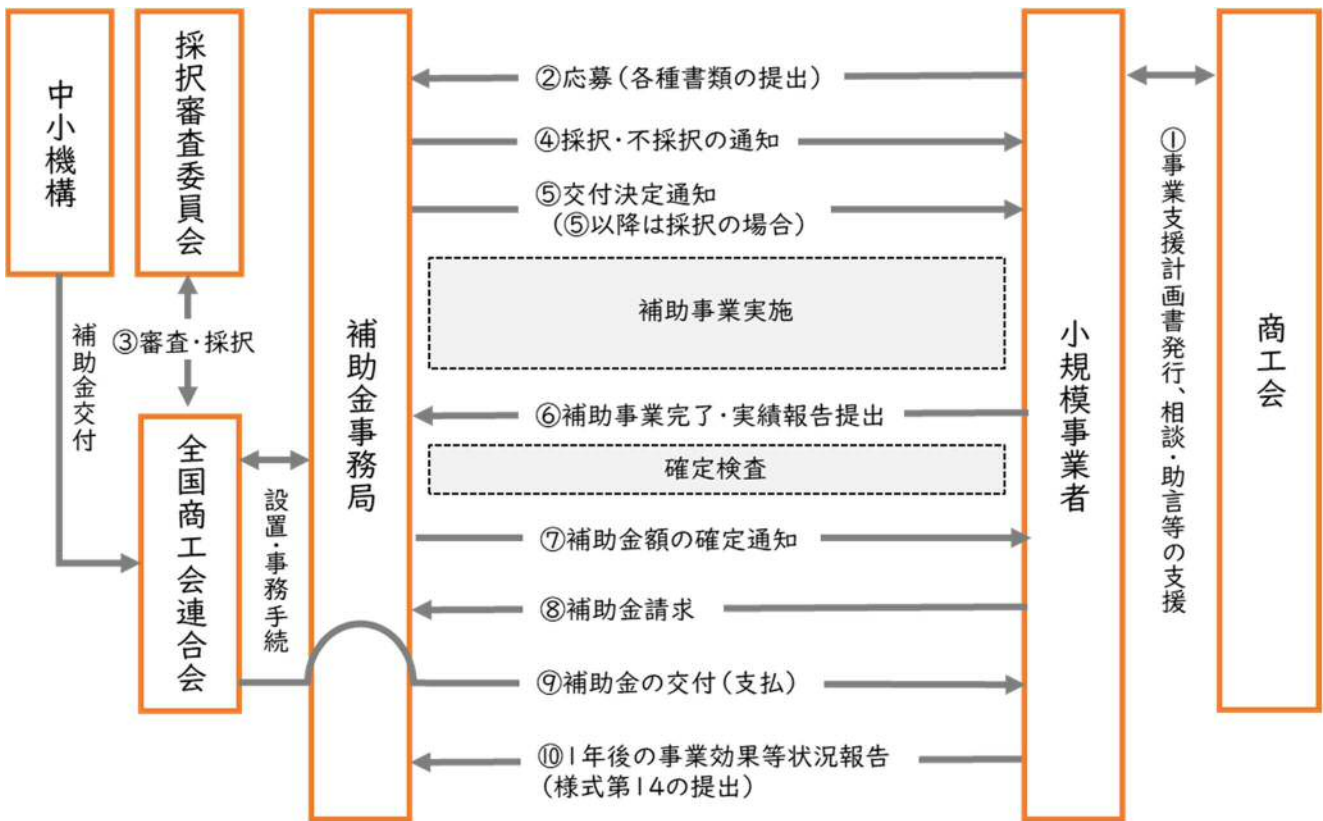 中小機構
採択審査委員会
補助金事務局
小規模事業者
商工会
全国商工会連合会
補助金交付
③審査・採択
設置・事務手続
①事業支援計画書発行、相談・助言等の支援
②応募(各種書類の提出)
④採択・不採択の通知
⑤交付決定通知
(⑤以降は採択の場合)
補助事業実施
⑥補助事業完了・実績報告提出
確定検査
⑦補助金額の確定通知
⑧補助金請求
⑨補助金の交付(支払)
⑩1年後の事業効果等状況報告
(様式第14の提出)